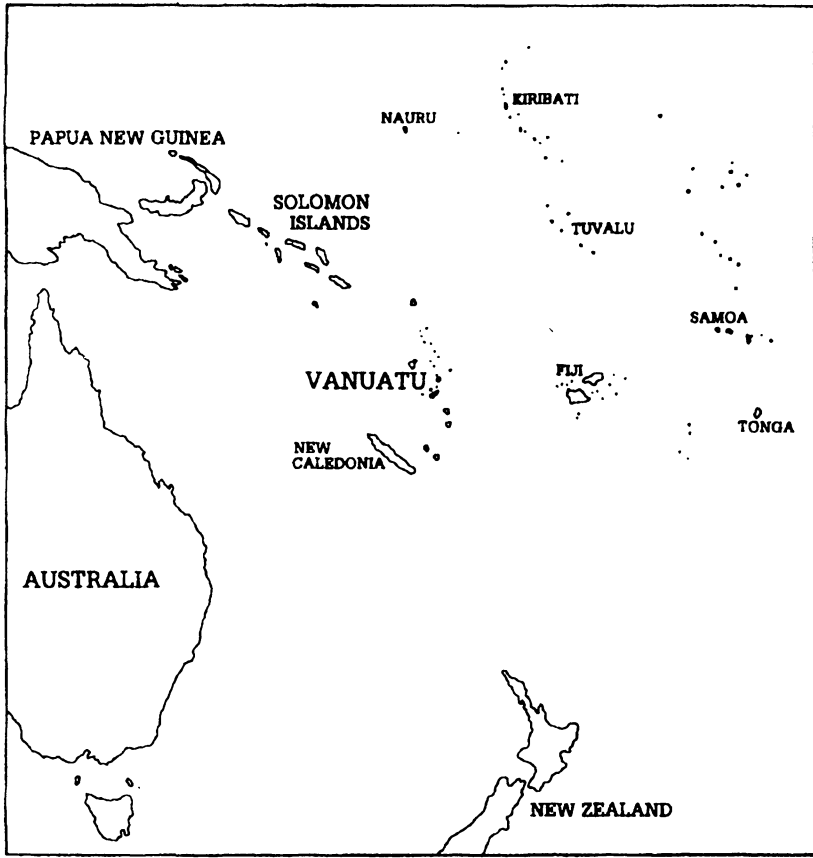 KIRIBATI
NAURU
PAPUA NEW GUINEA
SOLOMON
ISLANDS
TUVALU
SAMOA
FIJI
VANUATU
TONGA
NEW
CALEDONIA
AUSTRALIA
NEW ZEALAND